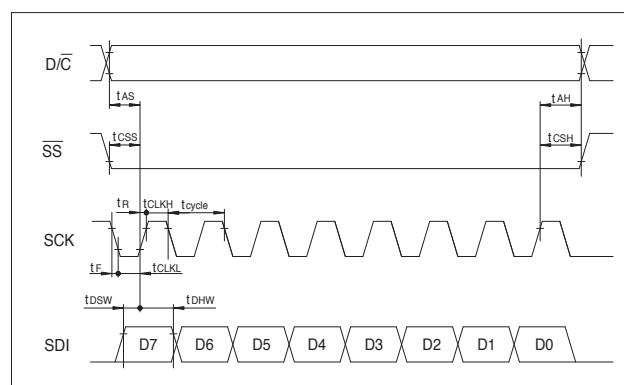 D/C̅
tAS
tAH
tCSS
tCSH
S̅S̅
tR
tCLKH
tcycle
SCK
tF
tCLKL
tDSW
tDHW
SDI
D7
D6
D5
D4
D3
D2
D1
D0